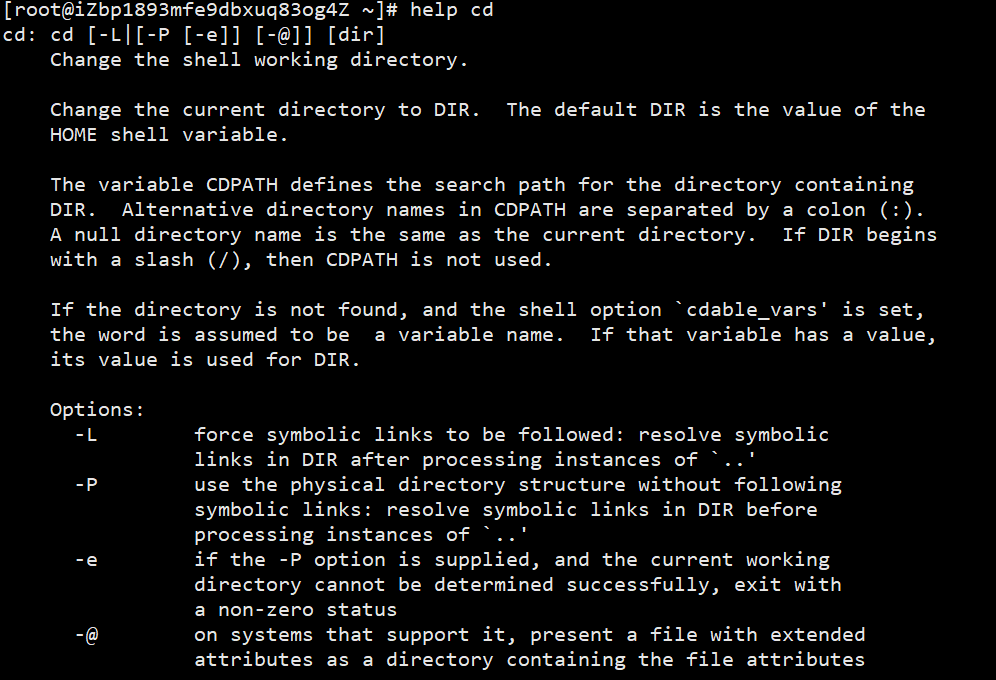 [root@iZbp1893mfe9dbxuq83og4Z ~]# help cd
cd: cd [-L|[-P [-e]] [-@]] [dir]
    Change the shell working directory.

    Change the current directory to DIR.  The default DIR is the value of the
    HOME shell variable.

    The variable CDPATH defines the search path for the directory containing
    DIR.  Alternative directory names in CDPATH are separated by a colon (:).
    A null directory name is the same as the current directory.  If DIR begins
    with a slash (/), then CDPATH is not used.

    If the directory is not found, and the shell option `cdable_vars' is set,
    the word is assumed to be  a variable name.  If that variable has a value,
    its value is used for DIR.

    Options:
      -L        force symbolic links to be followed: resolve symbolic
                links in DIR after processing instances of `..'
      -P        use the physical directory structure without following
                symbolic links: resolve symbolic links in DIR before
                processing instances of `..'
      -e        if the -P option is supplied, and the current working
                directory cannot be determined successfully, exit with
                a non-zero status
      -@        on systems that support it, present a file with extended
                attributes as a directory containing the file attributes